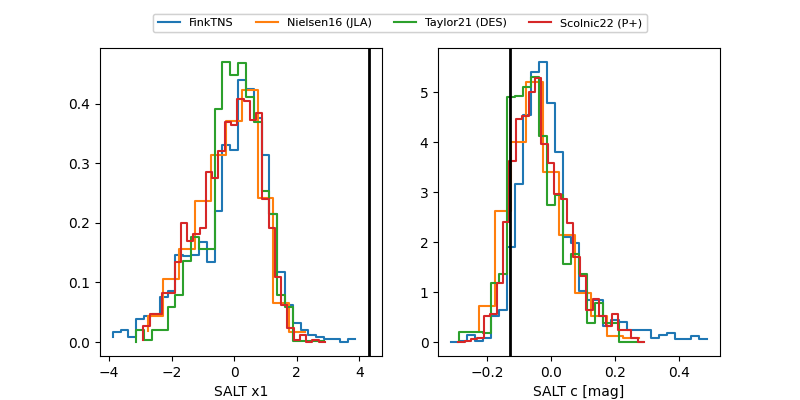 FinkTNS Nielsen16 (JLA) Taylor21 (DES) Scolnic22 (P+)
0.4
0.3
0.2
0.1
0.0
−4 −2 0 2 4
SALT x1
5
4
3
2
1
0
−0.2 0.0 0.2 0.4
SALT c [mag]